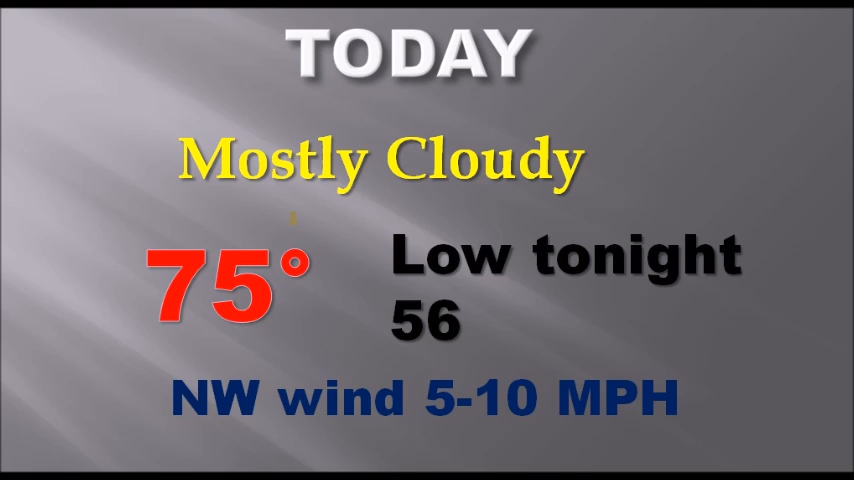 TODAY
Mostly Cloudy
75°
Low tonight
56
NW wind 5-10 MPH